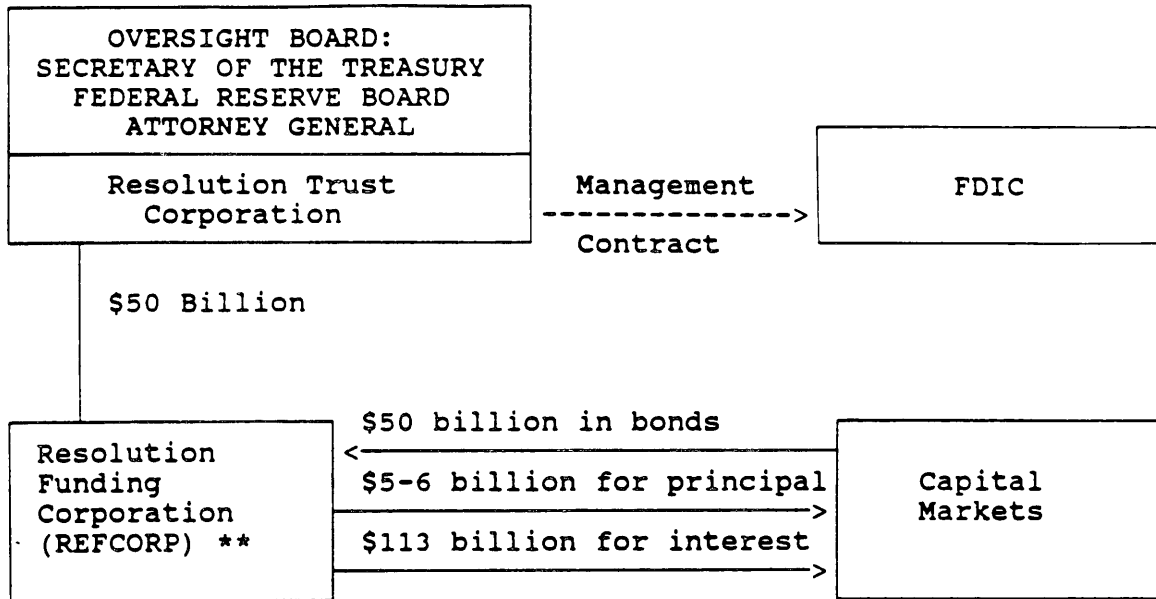 OVERSIGHT BOARD:
SECRETARY OF THE TREASURY
FEDERAL RESERVE BOARD
ATTORNEY GENERAL
Resolution Trust
Corporation
Management
Contract
FDIC
$50 Billion
Resolution
Funding
Corporation
(REFCORP) **
$50 billion in bonds
$5-6 billion for principal
$113 billion for interest
Capital
Markets